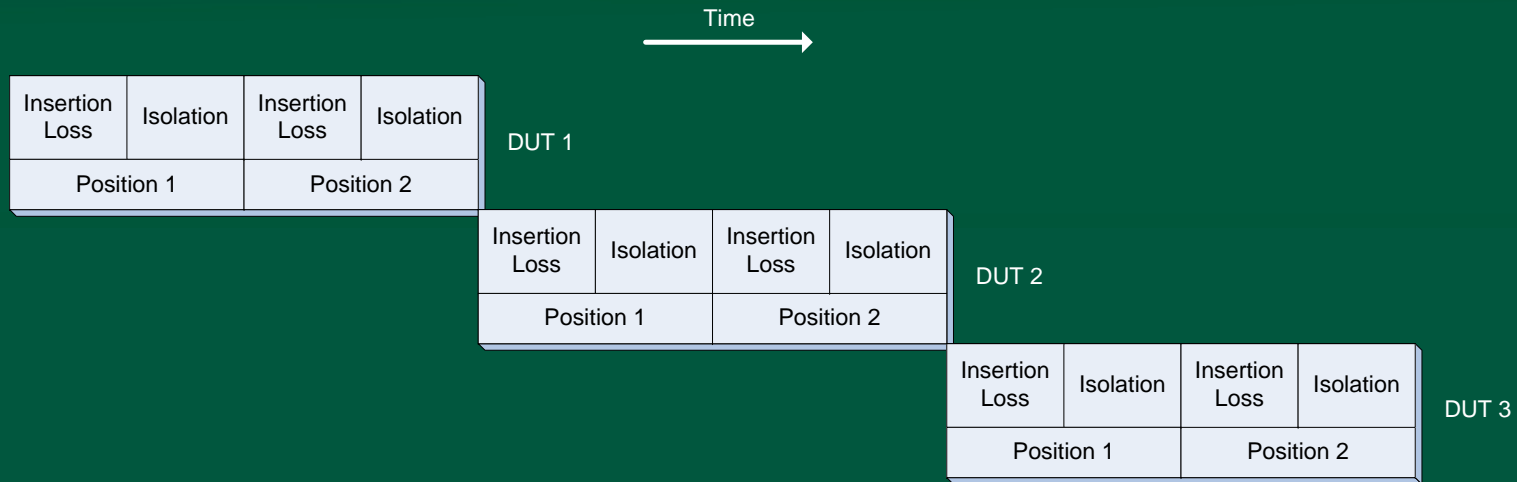 Time
Insertion
Loss
Isolation
Insertion
Loss
Isolation
Position 1
Position 2
DUT 1
Insertion
Loss
Isolation
Insertion
Loss
Isolation
Position 1
Position 2
DUT 2
Insertion
Loss
Isolation
Insertion
Loss
Isolation
Position 1
Position 2
DUT 3